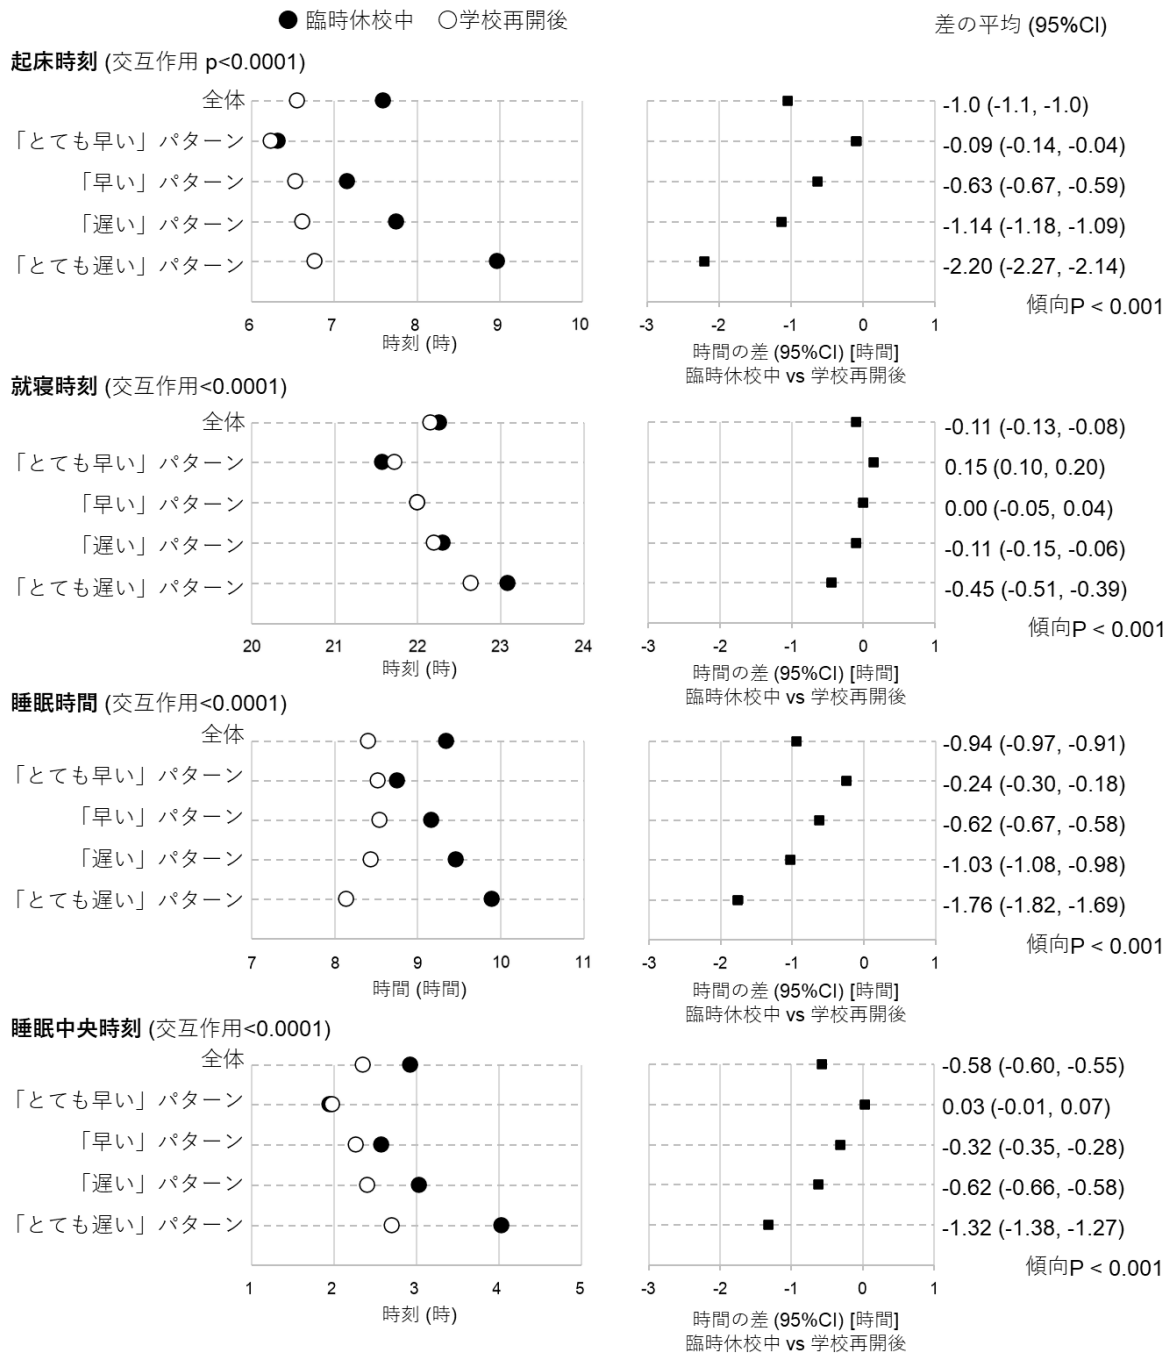 ● 臨時休校中 ○学校再開後 差の平均 (95%CI)
起床時刻 (交互作用 p<0.0001)
全体 -1.0 (-1.1, -1.0)
「とても早い」パターン -0.09 (-0.14, -0.04)
「早い」パターン -0.63 (-0.67, -0.59)
「遅い」パターン -1.14 (-1.18, -1.09)
「とても遅い」パターン -2.20 (-2.27, -2.14)
傾向P < 0.001
6 7 8 9 10 -3 -2 -1 0 1
時刻 (時) 時間の差 (95%CI) [時間]
臨時休校中 vs 学校再開後
就寝時刻 (交互作用<0.0001)
全体 -0.11 (-0.13, -0.08)
「とても早い」パターン 0.15 (0.10, 0.20)
「早い」パターン 0.00 (-0.05, 0.04)
「遅い」パターン -0.11 (-0.15, -0.06)
「とても遅い」パターン -0.45 (-0.51, -0.39)
傾向P < 0.001
20 21 22 23 24 -3 -2 -1 0 1
時刻 (時) 時間の差 (95%CI) [時間]
臨時休校中 vs 学校再開後
睡眠時間 (交互作用<0.0001)
全体 -0.94 (-0.97, -0.91)
「とても早い」パターン -0.24 (-0.30, -0.18)
「早い」パターン -0.62 (-0.67, -0.58)
「遅い」パターン -1.03 (-1.08, -0.98)
「とても遅い」パターン -1.76 (-1.82, -1.69)
傾向P < 0.001
7 8 9 10 11 -3 -2 -1 0 1
時間 (時間) 時間の差 (95%CI) [時間]
臨時休校中 vs 学校再開後
睡眠中央時刻 (交互作用<0.0001)
全体 -0.58 (-0.60, -0.55)
「とても早い」パターン 0.03 (-0.01, 0.07)
「早い」パターン -0.32 (-0.35, -0.28)
「遅い」パターン -0.62 (-0.66, -0.58)
「とても遅い」パターン -1.32 (-1.38, -1.27)
傾向P < 0.001
1 2 3 4 5 -3 -2 -1 0 1
時刻 (時) 時間の差 (95%CI) [時間]
臨時休校中 vs 学校再開後